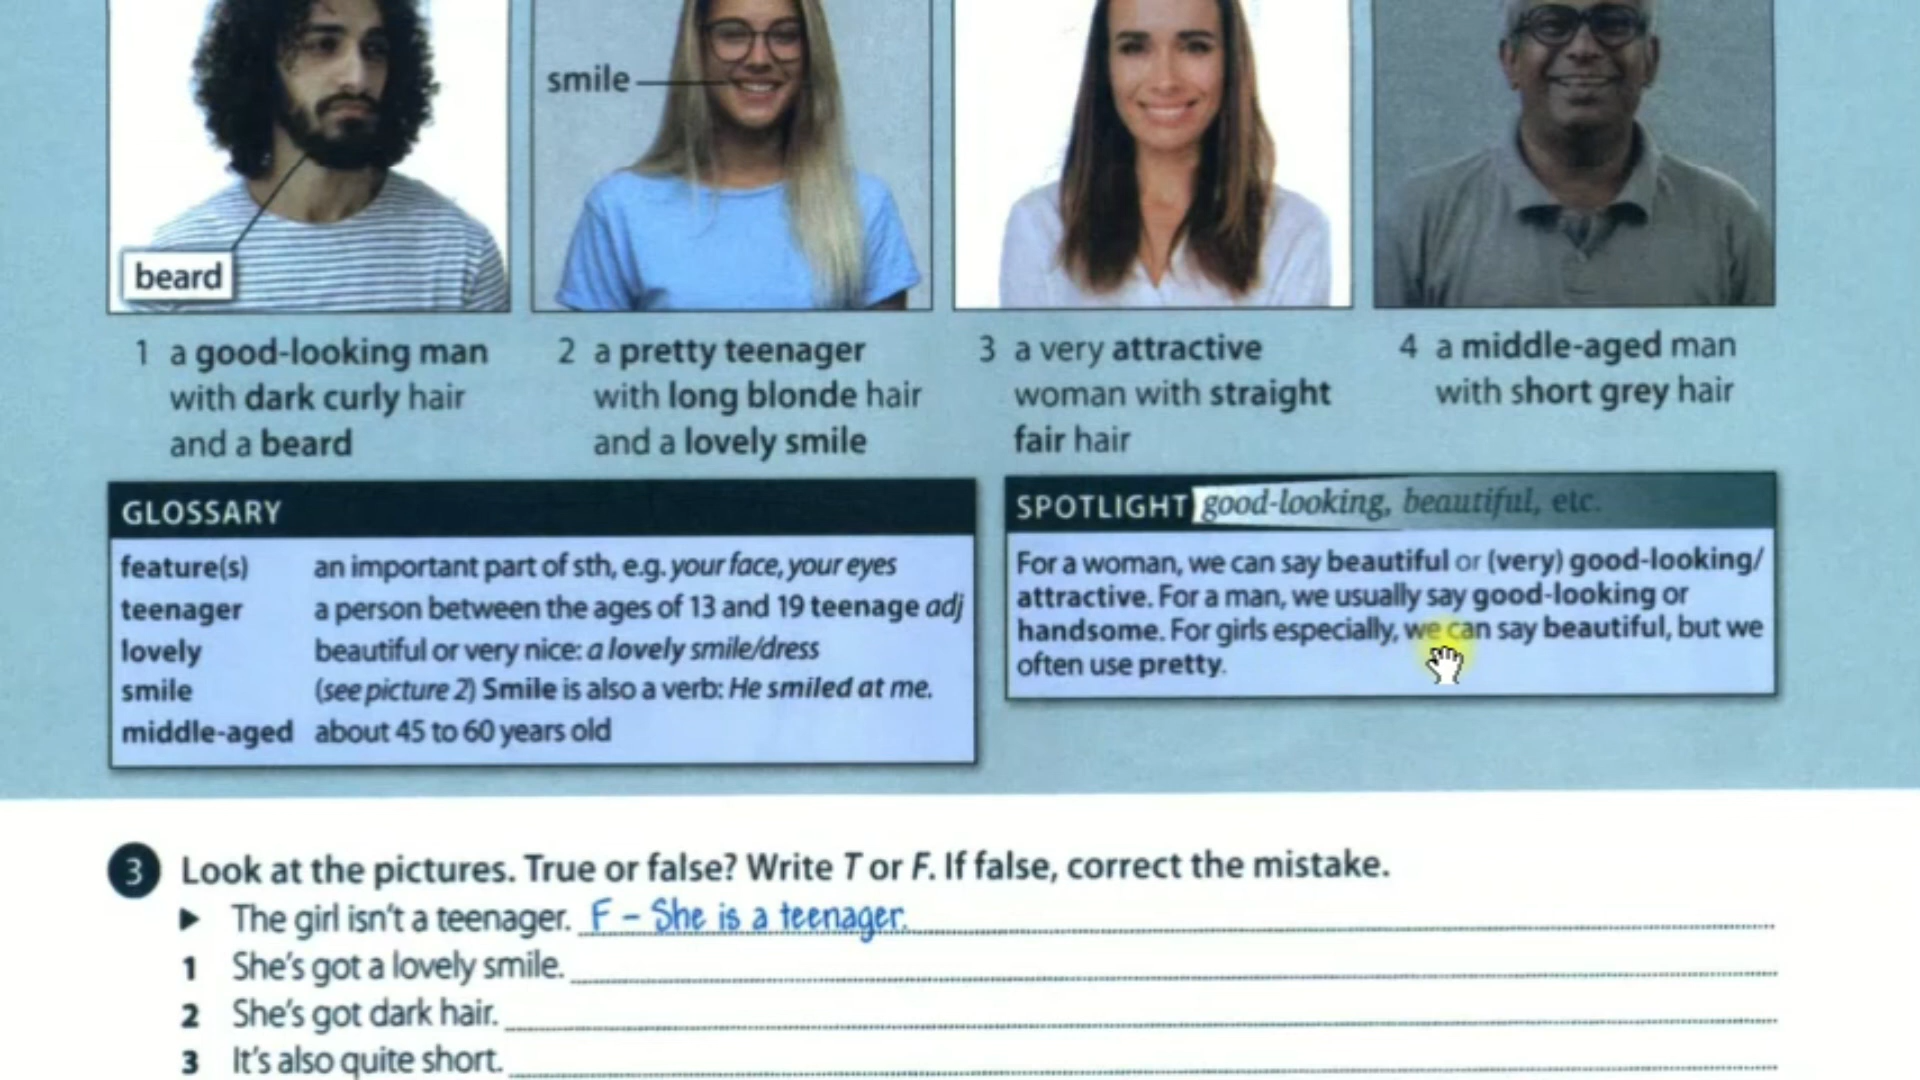 smile
beard
1 a good-looking man
with dark curly hair
and a beard
2 a pretty teenager
with long blonde hair
and a lovely smile
3 a very attractive
woman with straight
fair hair
4 a middle-aged man
with short grey hair
GLOSSARY
feature(s) an important part of sth, e.g. your face, your eyes
teenager a person between the ages of 13 and 19 teenage adj
lovely beautiful or very nice: a lovely smile/dress
smile (see picture 2) Smile is also a verb: He smiled at me.
middle-aged about 45 to 60 years old
SPOTLIGHT good-looking, beautiful, etc.
For a woman, we can say beautiful or (very) good-looking/
attractive. For a man, we usually say good-looking or
handsome. For girls especially, we can say beautiful, but we
often use pretty.
3 Look at the pictures. True or false? Write T or F. If false, correct the mistake.
▶ The girl isn't a teenager. F – She is a teenager.
1 She's got a lovely smile.
2 She's got dark hair.
3 It's also quite short.